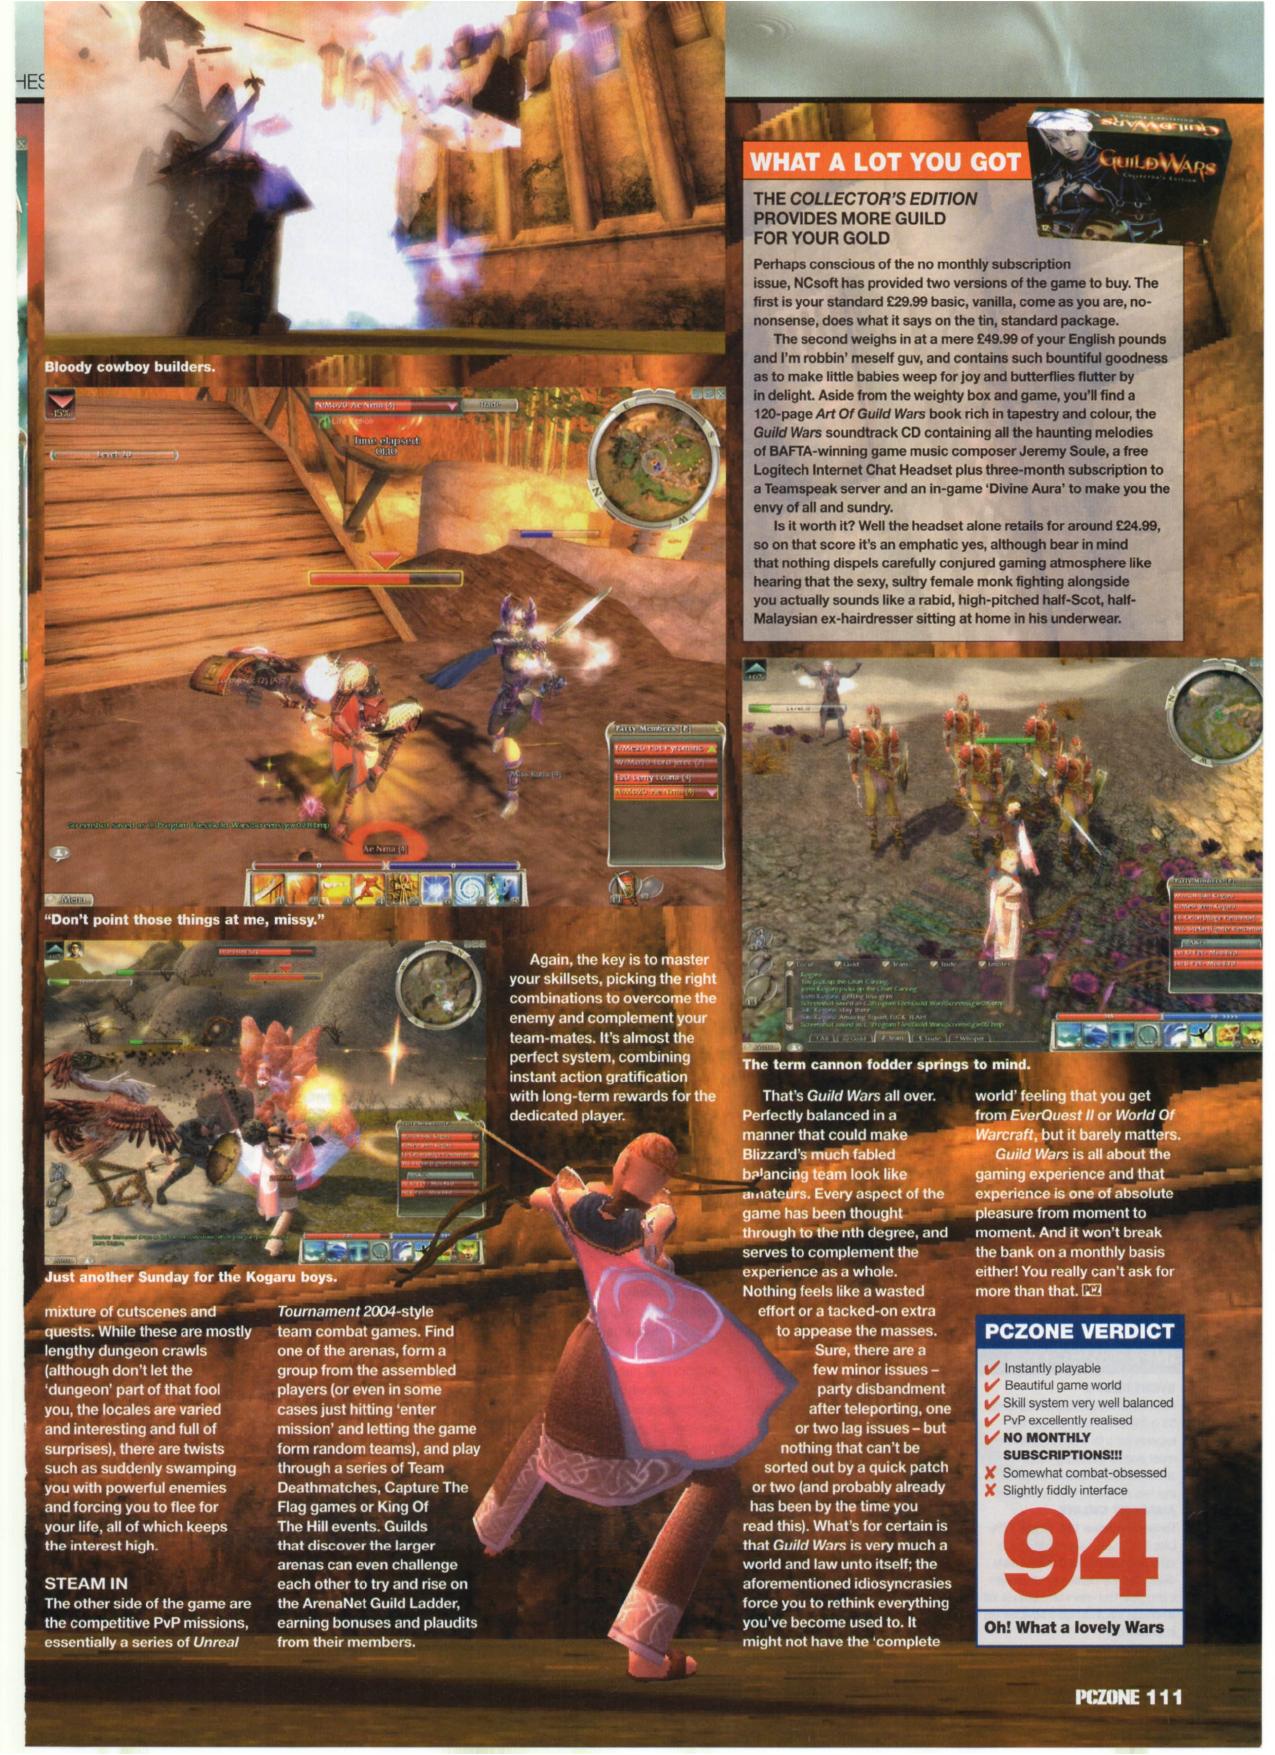 HES
Bloody cowboy builders.
-15%
Level 20
N/Mo20 Ae Nima [4]
Trade
Time elapsed:
0:10
Party Members [4]
Ae Nima [4]
Menu
"Don't point those things at me, missy."
Just another Sunday for the Kogaru boys.
mixture of cutscenes and
quests. While these are mostly
lengthy dungeon crawls
(although don't let the
'dungeon' part of that fool
you, the locales are varied
and interesting and full of
surprises), there are twists
such as suddenly swamping
you with powerful enemies
and forcing you to flee for
your life, all of which keeps
the interest high.
STEAM IN
The other side of the game are
the competitive PvP missions,
essentially a series of Unreal
Tournament 2004-style
team combat games. Find
one of the arenas, form a
group from the assembled
players (or even in some
cases just hitting 'enter
mission' and letting the game
form random teams), and play
through a series of Team
Deathmatches, Capture The
Flag games or King Of
The Hill events. Guilds
that discover the larger
arenas can even challenge
each other to try and rise on
the ArenaNet Guild Ladder,
earning bonuses and plaudits
from their members.
Again, the key is to master
your skillsets, picking the right
combinations to overcome the
enemy and complement your
team-mates. It's almost the
perfect system, combining
instant action gratification
with long-term rewards for the
dedicated player.
WHAT A LOT YOU GOT
GUILD WARS
GUILD WARS
COLLECTOR'S EDITION
THE COLLECTOR'S EDITION
PROVIDES MORE GUILD
FOR YOUR GOLD
Perhaps conscious of the no monthly subscription
issue, NCsoft has provided two versions of the game to buy. The
first is your standard £29.99 basic, vanilla, come as you are, no-
nonsense, does what it says on the tin, standard package.
The second weighs in at a mere £49.99 of your English pounds
and I'm robbin' meself guv, and contains such bountiful goodness
as to make little babies weep for joy and butterflies flutter by
in delight. Aside from the weighty box and game, you'll find a
120-page Art Of Guild Wars book rich in tapestry and colour, the
Guild Wars soundtrack CD containing all the haunting melodies
of BAFTA-winning game music composer Jeremy Soule, a free
Logitech Internet Chat Headset plus three-month subscription to
a Teamspeak server and an in-game 'Divine Aura' to make you the
envy of all and sundry.
Is it worth it? Well the headset alone retails for around £24.99,
so on that score it's an emphatic yes, although bear in mind
that nothing dispels carefully conjured gaming atmosphere like
hearing that the sexy, sultry female monk fighting alongside
you actually sounds like a rabid, high-pitched half-Scot, half-
Malaysian ex-hairdresser sitting at home in his underwear.
The term cannon fodder springs to mind.
That's Guild Wars all over.
Perfectly balanced in a
manner that could make
Blizzard's much fabled
balancing team look like
amateurs. Every aspect of the
game has been thought
through to the nth degree, and
serves to complement the
experience as a whole.
Nothing feels like a wasted
effort or a tacked-on extra
to appease the masses.
Sure, there are a
few minor issues –
party disbandment
after teleporting, one
or two lag issues – but
nothing that can't be
sorted out by a quick patch
or two (and probably already
has been by the time you
read this). What's for certain is
that Guild Wars is very much a
world and law unto itself; the
aforementioned idiosyncrasies
force you to rethink everything
you've become used to. It
might not have the 'complete
world' feeling that you get
from EverQuest II or World Of
Warcraft, but it barely matters.
Guild Wars is all about the
gaming experience and that
experience is one of absolute
pleasure from moment to
moment. And it won't break
the bank on a monthly basis
either! You really can't ask for
more than that. PCZ
PCZONE VERDICT
Instantly playable
Beautiful game world
Skill system very well balanced
PvP excellently realised
NO MONTHLY
SUBSCRIPTIONS!!!
Somewhat combat-obsessed
Slightly fiddly interface
94
Oh! What a lovely Wars
PCZONE 111